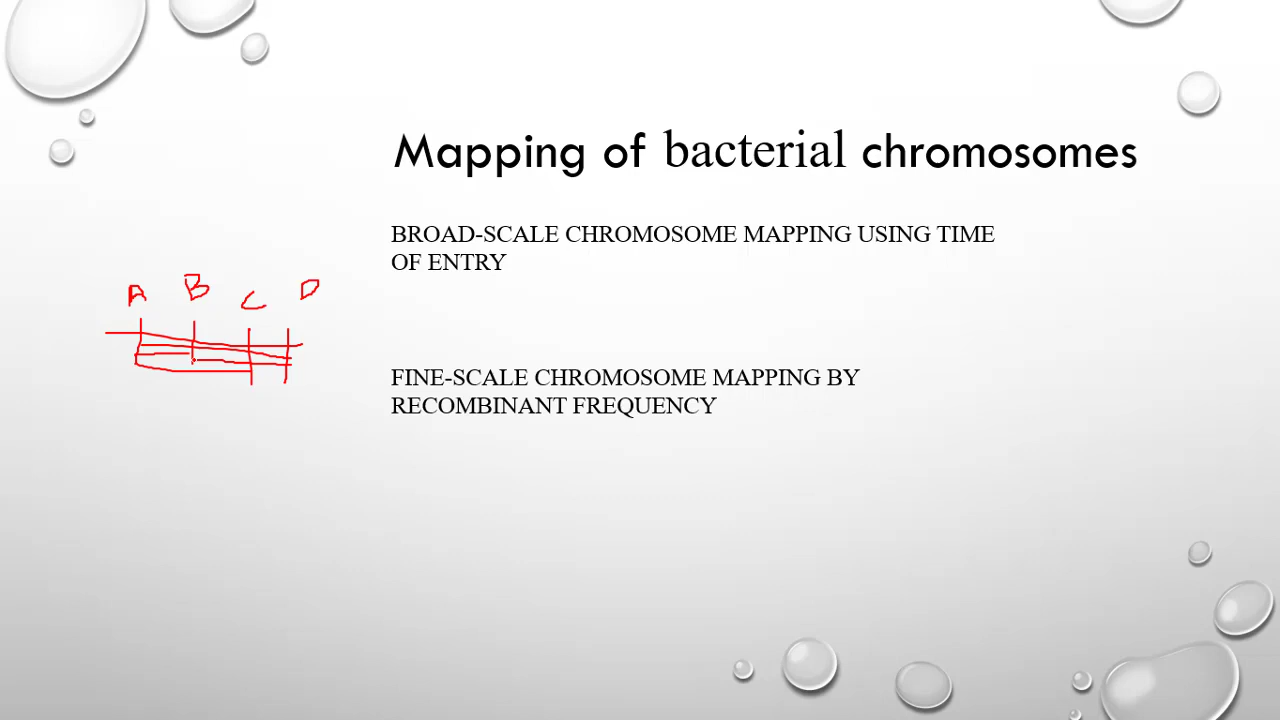 Mapping of bacterial chromosomes
BROAD-SCALE CHROMOSOME MAPPING USING TIME
OF ENTRY
A B C D
FINE-SCALE CHROMOSOME MAPPING BY
RECOMBINANT FREQUENCY